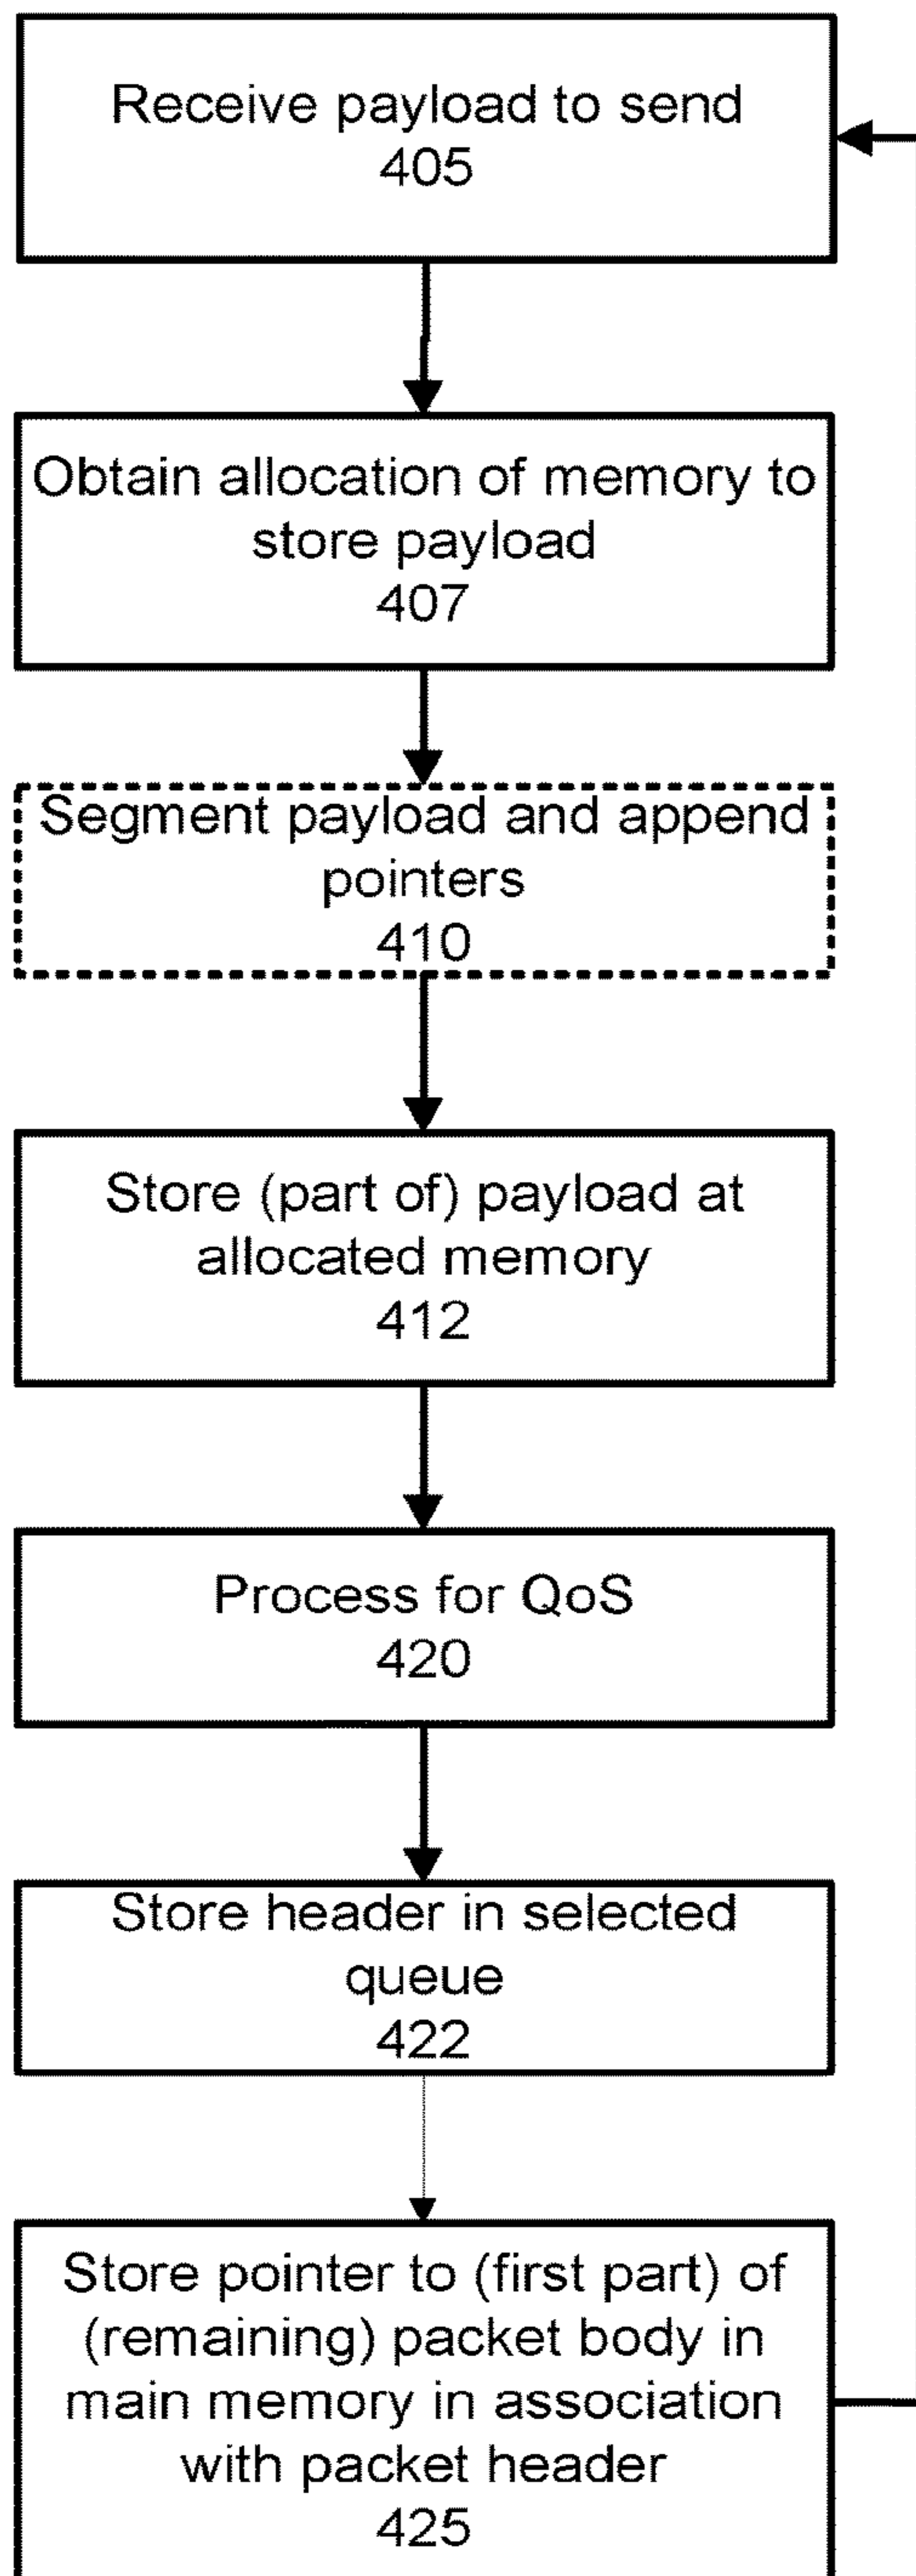 Receive payload to send
405
Obtain allocation of memory to
store payload
407
Segment payload and append
pointers
410
Store (part of) payload at
allocated memory
412
Process for QoS
420
Store header in selected
queue
422
Store pointer to (first part) of
(remaining) packet body in
main memory in association
with packet header
425